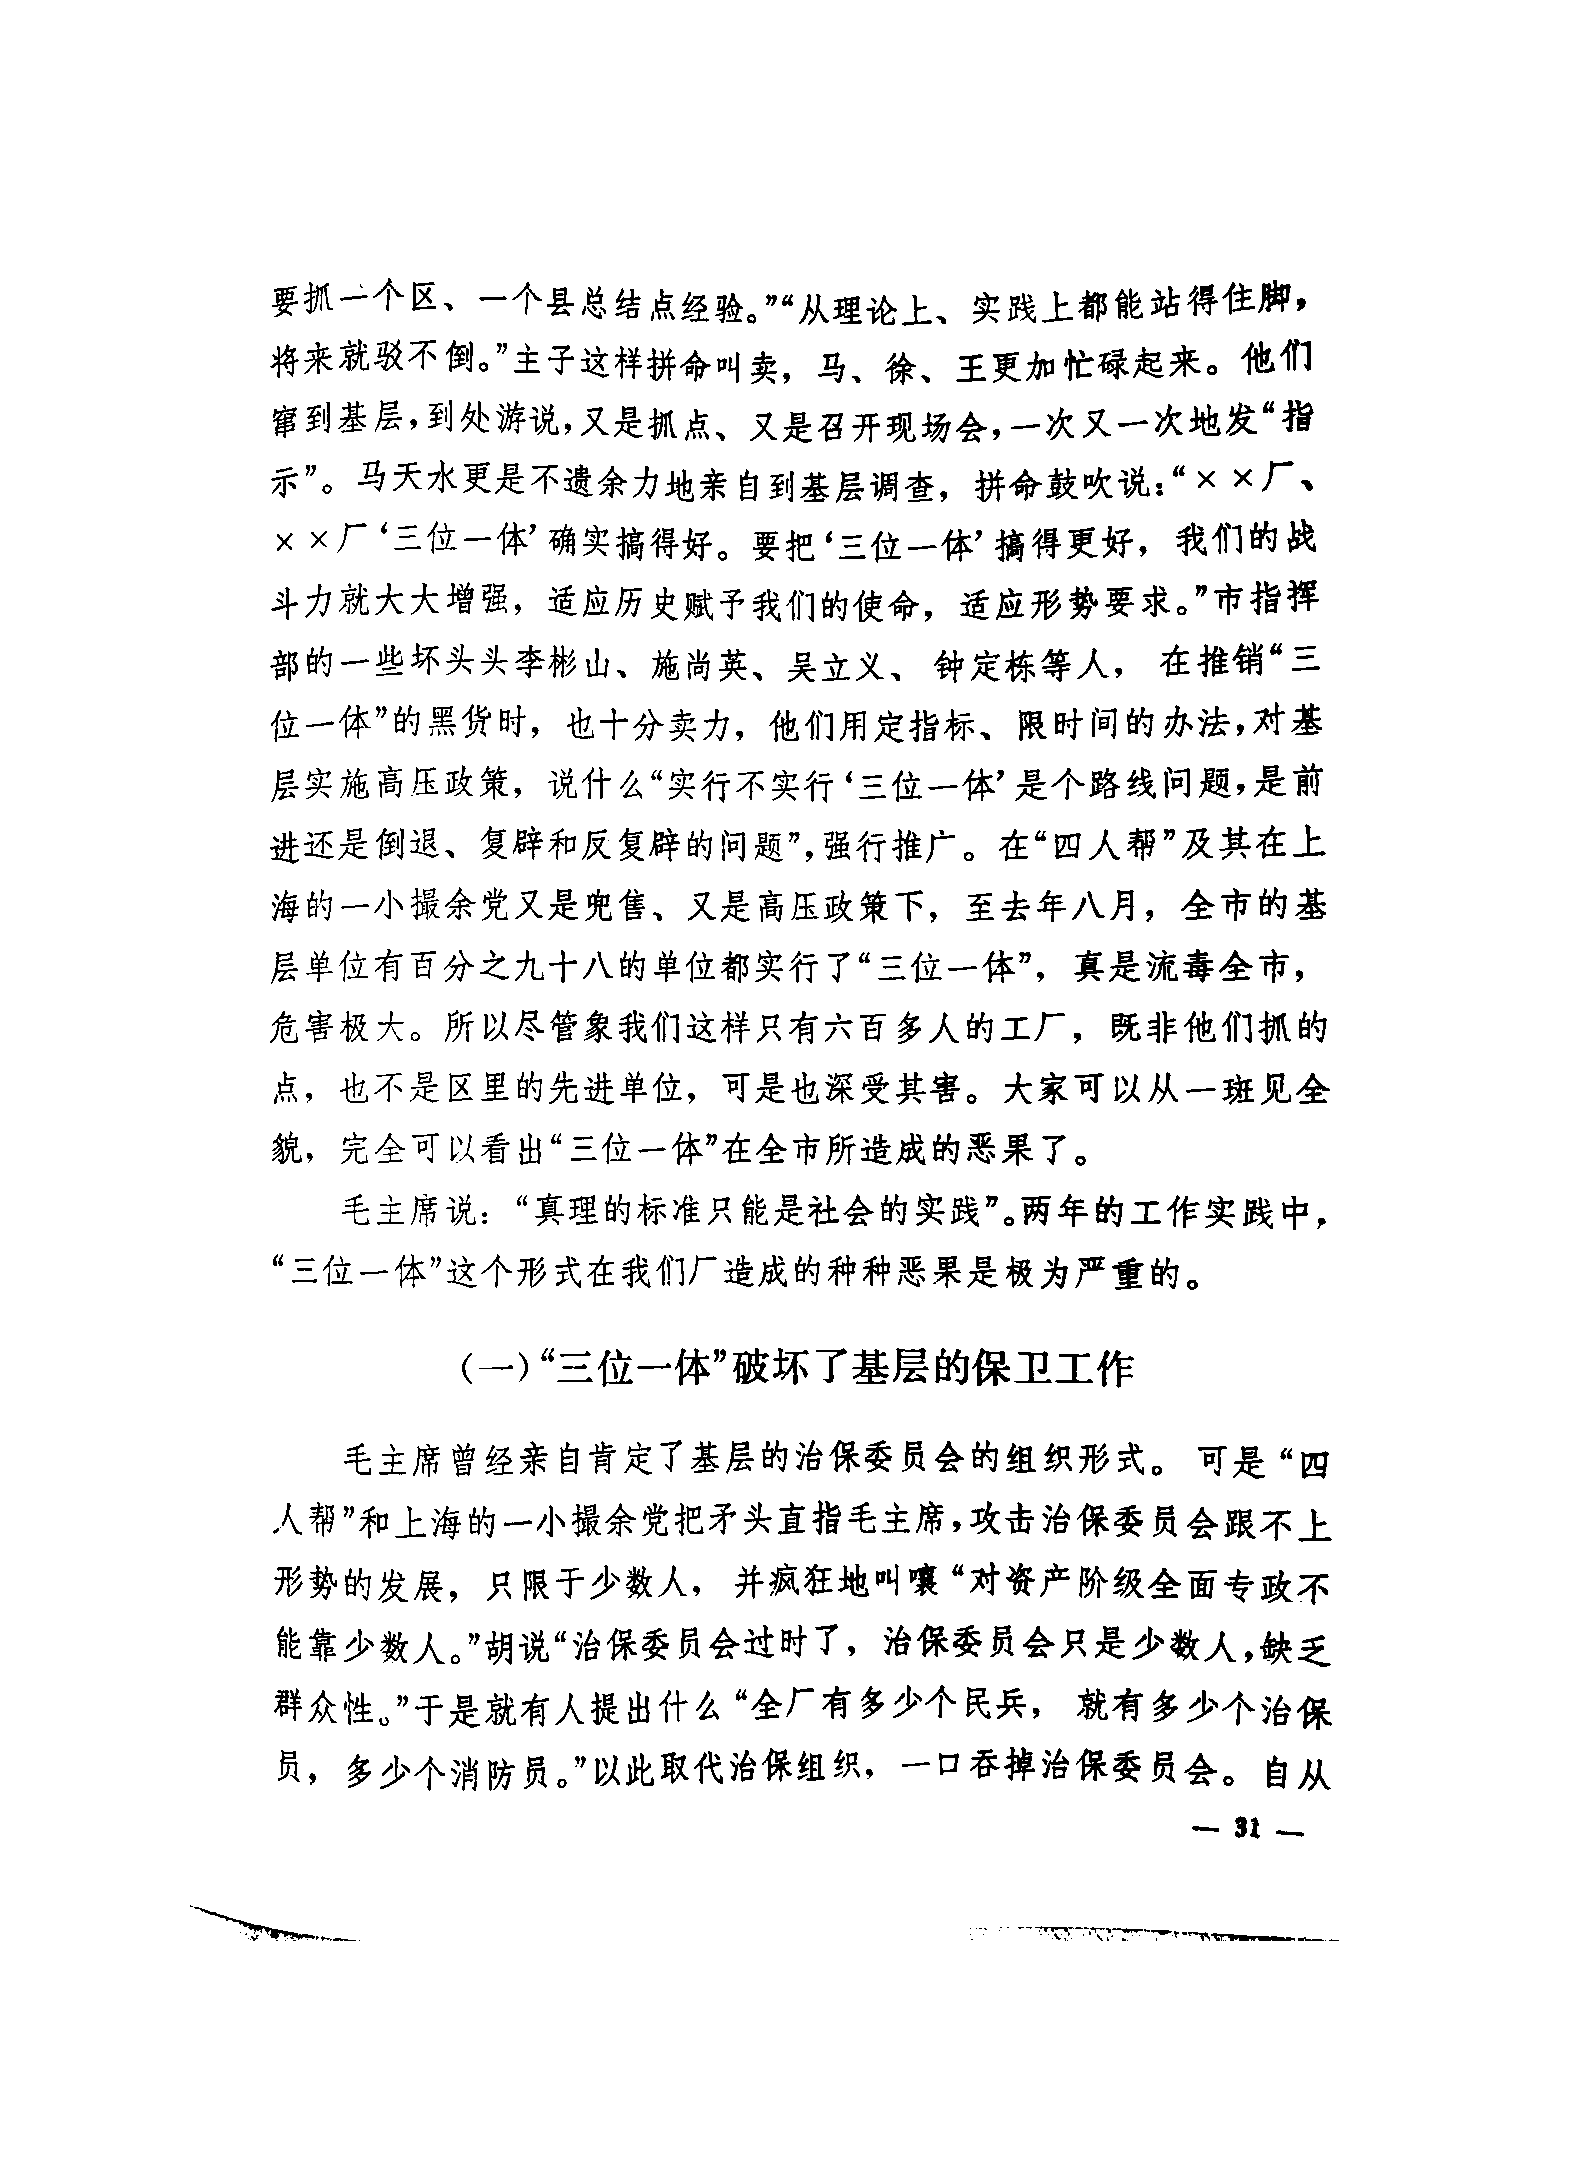 要抓一个区、一个县总结点经验。”“从理论上、实践上都能站得住脚，
将来就驳不倒。”主子这样拼命叫卖，马、徐、王更加忙碌起来。他们
窜到基层，到处游说，又是抓点、又是召开现场会，一次又一次地发“指
示”。马天水更是不遗余力地亲自到基层调查，拼命鼓吹说：“××厂、
××厂‘三位一体’确实搞得好。要把‘三位一体’搞得更好，我们的战
斗力就大大增强，适应历史赋予我们的使命，适应形势要求。”市指挥
部的一些坏头头李彬山、施尚英、吴立义、钟定栋等人，在推销“三
位一体”的黑货时，也十分卖力，他们用定指标、限时间的办法，对基
层实施高压政策，说什么“实行不实行‘三位一体’是个路线问题，是前
进还是倒退、复辟和反复辟的问题”，强行推广。在“四人帮”及其在上
海的一小撮余党又是兜售、又是高压政策下，至去年八月，全市的基
层单位有百分之九十八的单位都实行了“三位一体”，真是流毒全市，
危害极大。所以尽管象我们这样只有六百多人的工厂，既非他们抓的
点，也不是区里的先进单位，可是也深受其害。大家可以从一斑见全
貌，完全可以看出“三位一体”在全市所造成的恶果了。
毛主席说：“真理的标准只能是社会的实践”。两年的工作实践中，
“三位一体”这个形式在我们厂造成的种种恶果是极为严重的。
（一）“三位一体”破坏了基层的保卫工作
毛主席曾经亲自肯定了基层的治保委员会的组织形式。可是“四
人帮”和上海的一小撮余党把矛头直指毛主席，攻击治保委员会跟不上
形势的发展，只限于少数人，并疯狂地叫嚷“对资产阶级全面专政不
能靠少数人。”胡说“治保委员会过时了，治保委员会只是少数人，缺乏
群众性。”于是就有人提出什么“全厂有多少个民兵，就有多少个治保
员，多少个消防员。”以此取代治保组织，一口吞掉治保委员会。自从
— 31 —